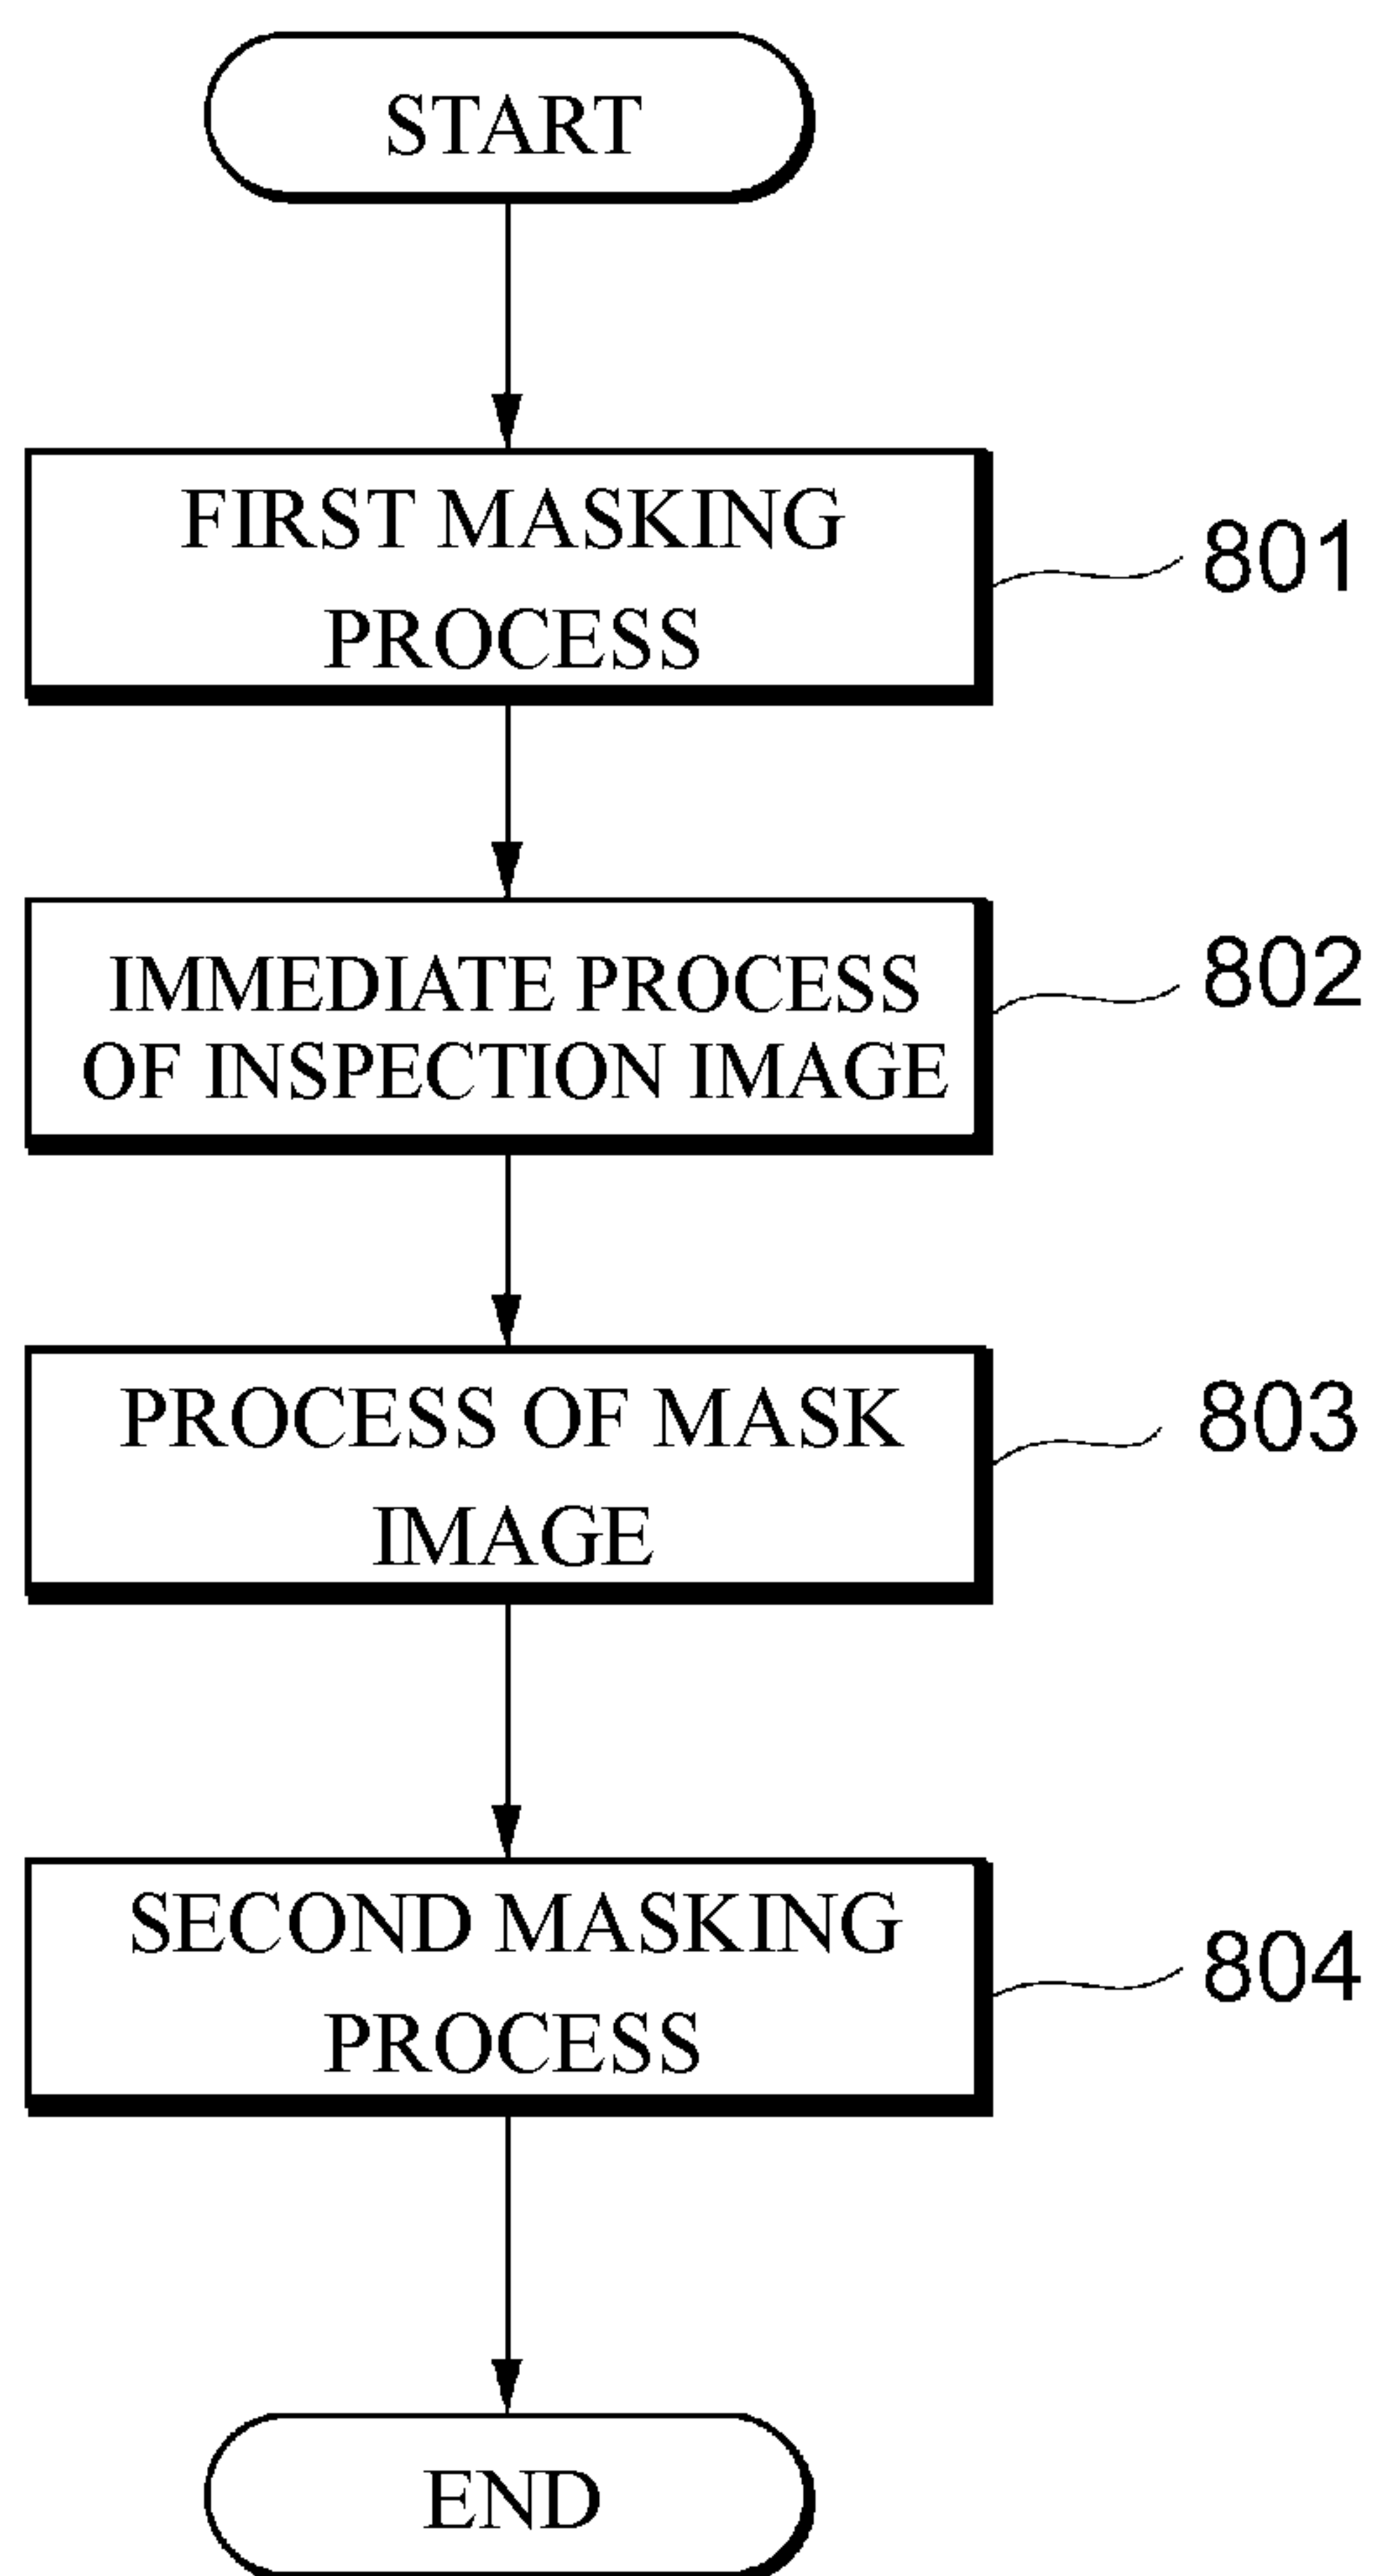 START
FIRST MASKING
PROCESS
801
IMMEDIATE PROCESS
OF INSPECTION IMAGE
802
PROCESS OF MASK
IMAGE
803
SECOND MASKING
PROCESS
804
END